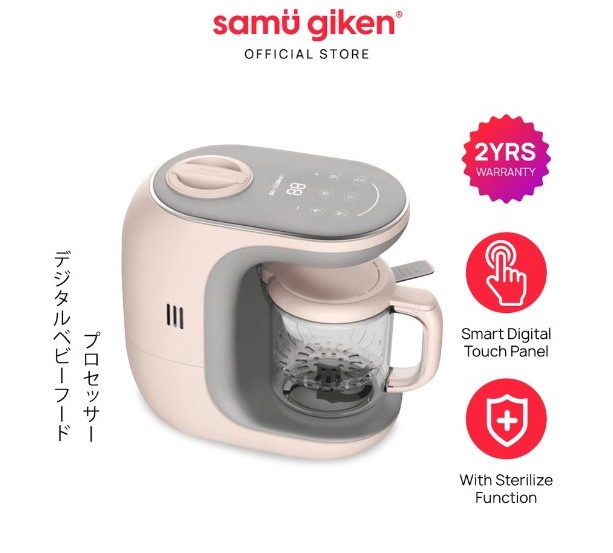 samü giken®
OFFICIAL STORE
2YRS
WARRANTY
デジタルベビーフード
プロセッサー
88
Smart Digital
Touch Panel
With Sterilize
Function